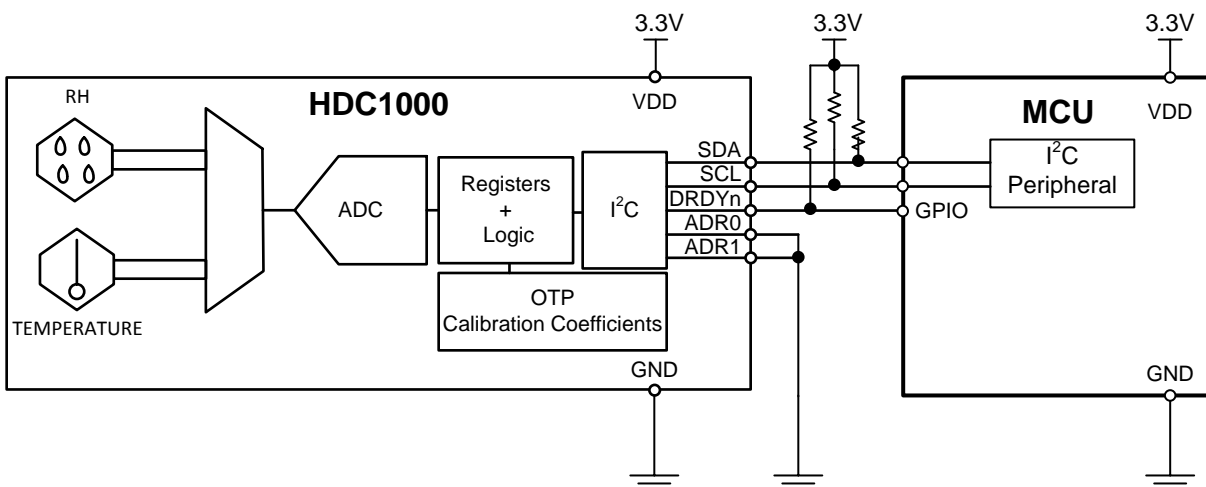 3.3V
3.3V
3.3V
RH
HDC1000
VDD
MCU
VDD
SDA
SCL
DRDYn
ADR0
ADR1
ADC
Registers
+
Logic
I²C
I²C
Peripheral
GPIO
OTP
Calibration Coefficients
TEMPERATURE
GND
GND